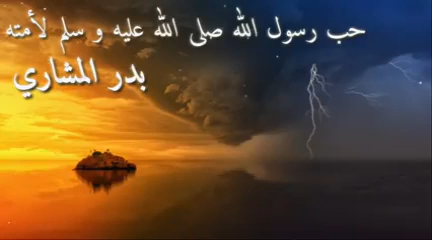 حب رسول الله صلى الله عليه و سلم لأمته
بدر المشاري